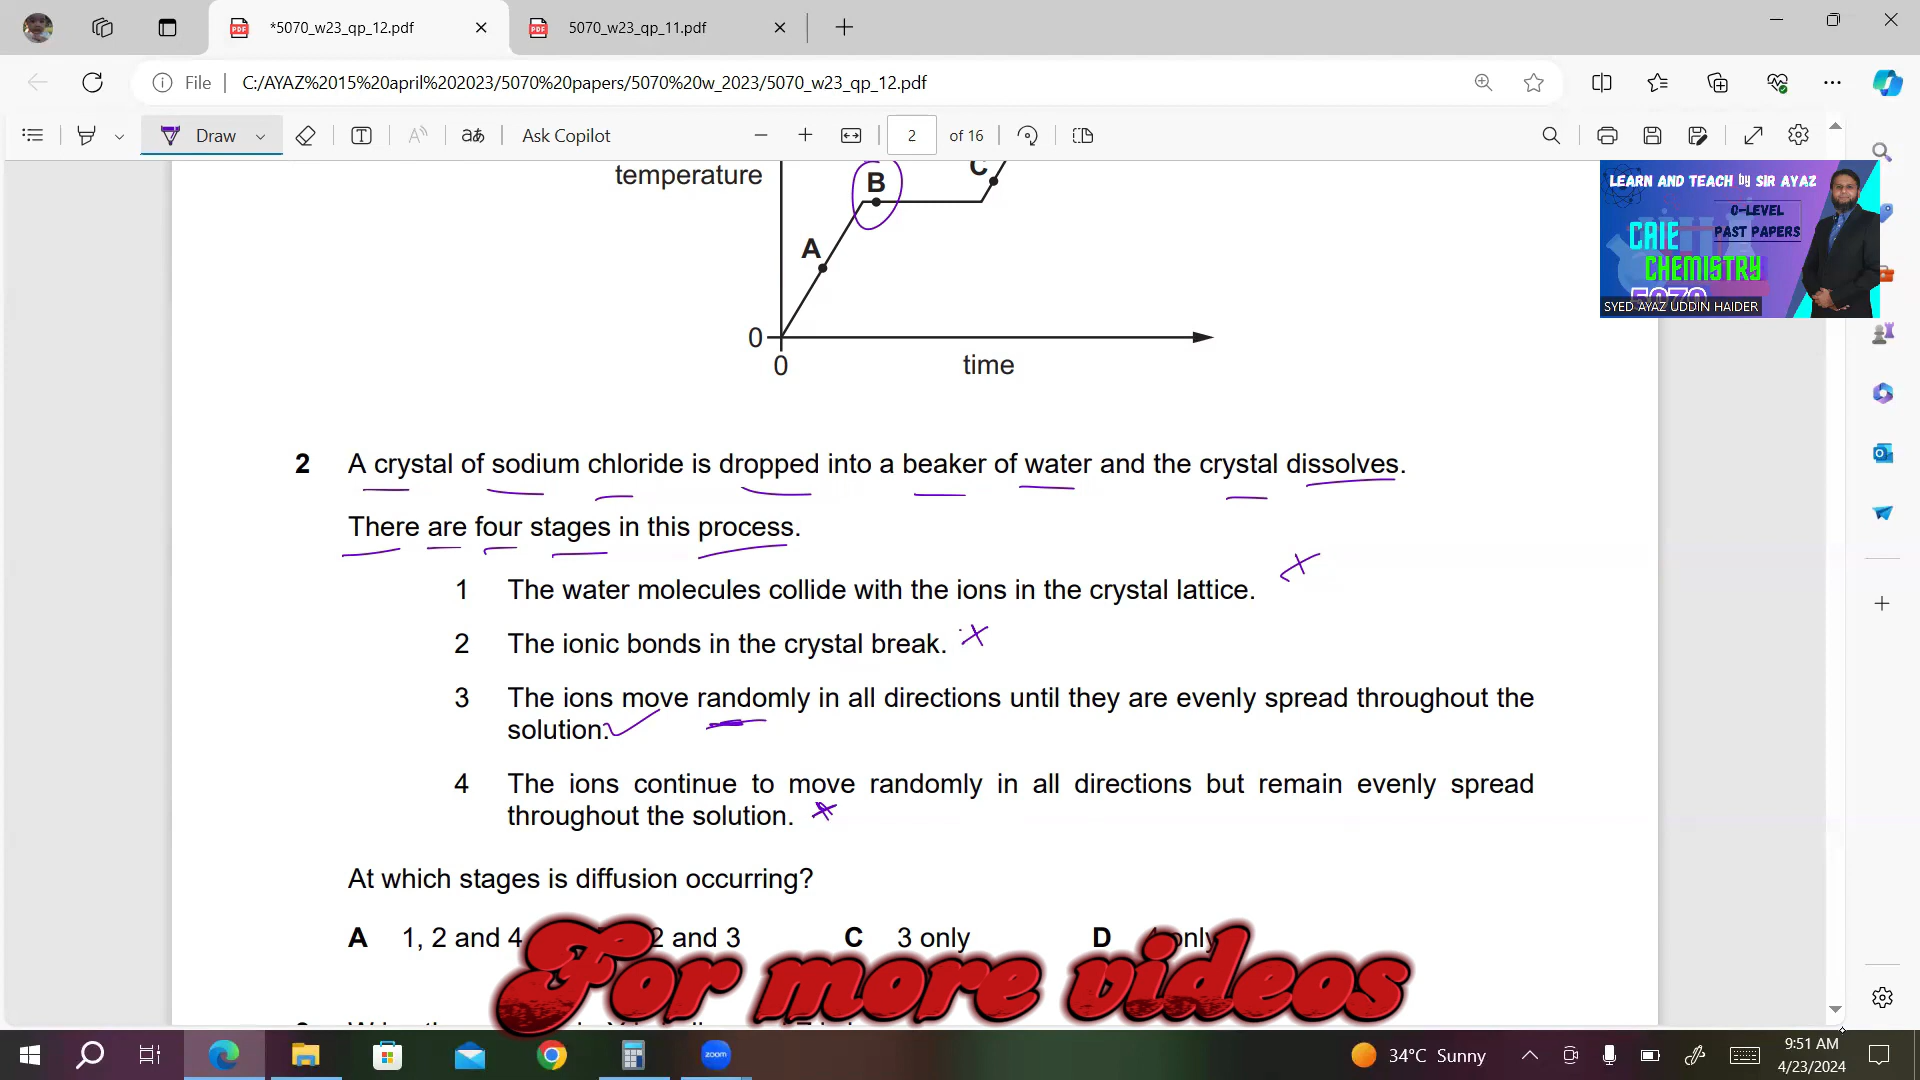 *5070_w23_qp_12.pdf
5070_w23_qp_11.pdf
File
C:/AYAZ%2015%20april%202023/5070%20papers/5070%20w_2023/5070_w23_qp_12.pdf
Draw
aあ
Ask Copilot
2 of 16
LEARN AND TEACH by SIR AYAZ
O-LEVEL
PAST PAPERS
CAIE
CHEMISTRY
5070
SYED AYAZ UDDIN HAIDER
temperature
B
C
A
0
0
time
2 A crystal of sodium chloride is dropped into a beaker of water and the crystal dissolves.
There are four stages in this process.
1 The water molecules collide with the ions in the crystal lattice.
2 The ionic bonds in the crystal break.
3 The ions move randomly in all directions until they are evenly spread throughout the
solution.
4 The ions continue to move randomly in all directions but remain evenly spread
throughout the solution.
At which stages is diffusion occurring?
A 1, 2 and 4 2 and 3 C 3 only D only
For more videos
zoom
34°C Sunny
9:51 AM
4/23/2024